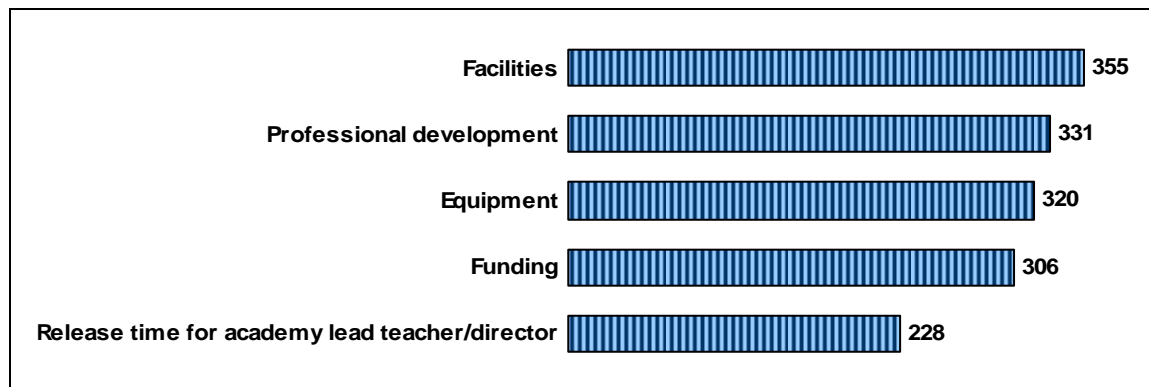 Facilities 355
Professional development 331
Equipment 320
Funding 306
Release time for academy lead teacher/director 228